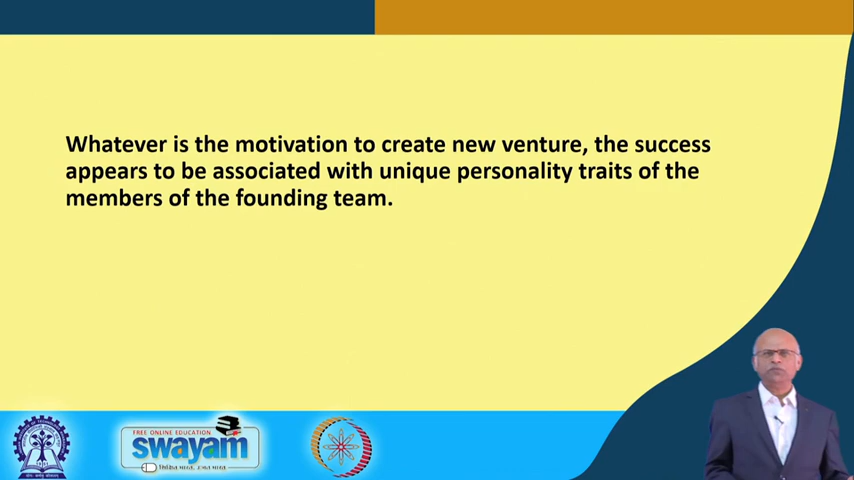 Whatever is the motivation to create new venture, the success
appears to be associated with unique personality traits of the
members of the founding team.
FREE ONLINE EDUCATION
swayam